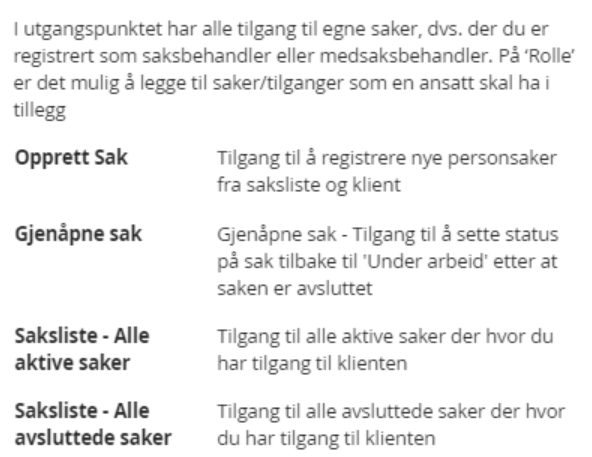 I utgangspunktet har alle tilgang til egne saker, dvs. der du er
registrert som saksbehandler eller medsaksbehandler. På ‘Rolle’
er det mulig å legge til saker/tilganger som en ansatt skal ha i
tillegg
Opprett Sak Tilgang til å registrere nye personsaker
fra saksliste og klient
Gjenåpne sak Gjenåpne sak - Tilgang til å sette status
på sak tilbake til 'Under arbeid' etter at
saken er avsluttet
Saksliste - Alle Tilgang til alle aktive saker der hvor du
aktive saker har tilgang til klienten
Saksliste - Alle Tilgang til alle avsluttede saker der hvor
avsluttede saker du har tilgang til klienten